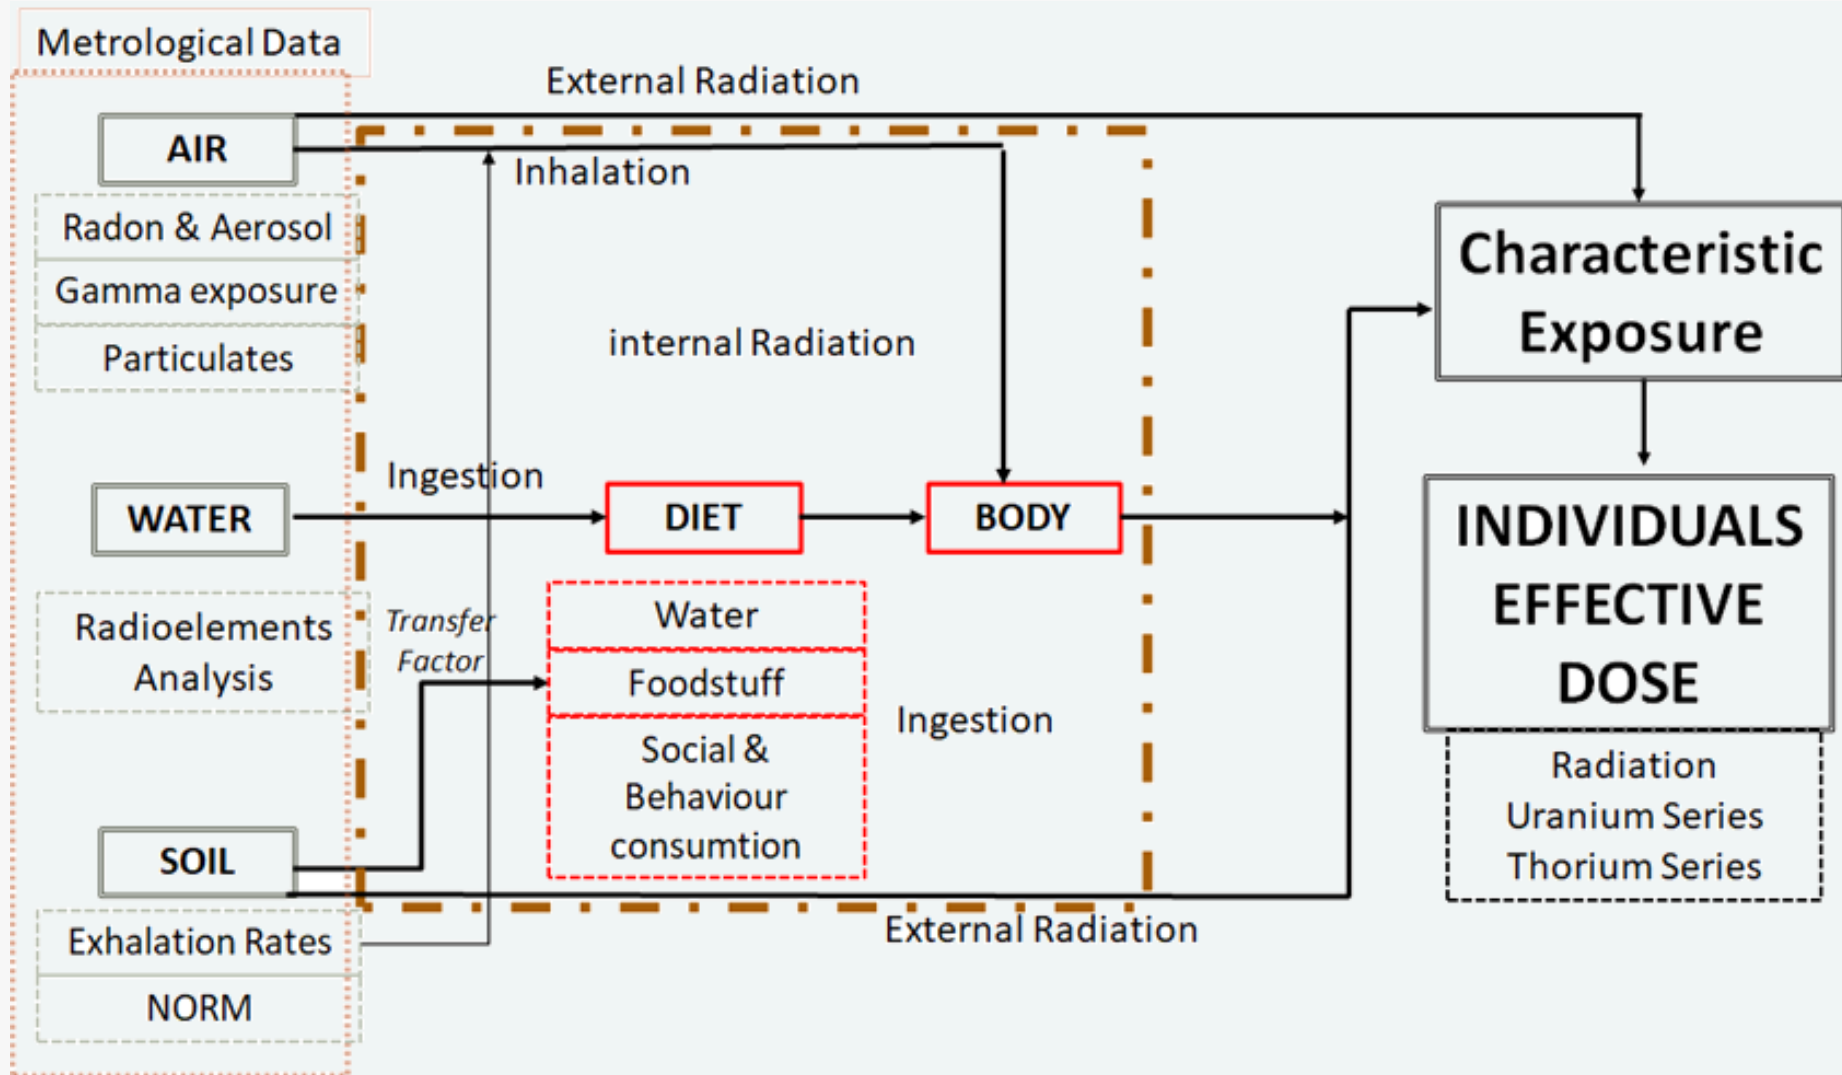 Metrological Data
External Radiation
AIR
Inhalation
Radon & Aerosol
Gamma exposure
Particulates
internal Radiation
Characteristic
Exposure
Ingestion
WATER
DIET
BODY
INDIVIDUALS
EFFECTIVE
DOSE
Radioelements
Analysis
Transfer
Factor
Water
Foodstuff
Social &
Behaviour
consumtion
Ingestion
Radiation
Uranium Series
Thorium Series
SOIL
External Radiation
Exhalation Rates
NORM